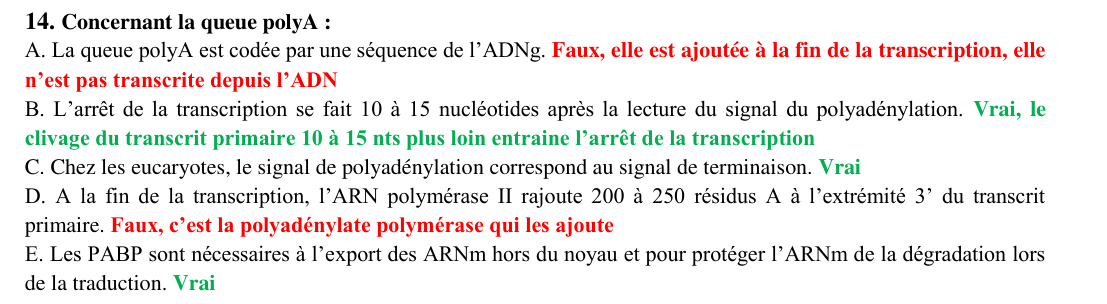 14. Concernant la queue polyA :
A. La queue polyA est codée par une séquence de l’ADNg. Faux, elle est ajoutée à la fin de la transcription, elle
n’est pas transcrite depuis l’ADN
B. L’arrêt de la transcription se fait 10 à 15 nucléotides après la lecture du signal du polyadénylation. Vrai, le
clivage du transcrit primaire 10 à 15 nts plus loin entraine l’arrêt de la transcription
C. Chez les eucaryotes, le signal de polyadénylation correspond au signal de terminaison. Vrai
D. A la fin de la transcription, l’ARN polymérase II rajoute 200 à 250 résidus A à l’extrémité 3’ du transcrit
primaire. Faux, c’est la polyadénylate polymérase qui les ajoute
E. Les PABP sont nécessaires à l’export des ARNm hors du noyau et pour protéger l’ARNm de la dégradation lors
de la traduction. Vrai